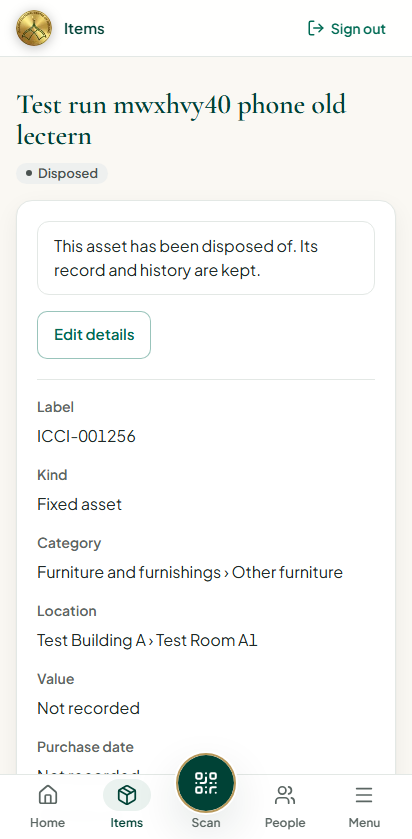 Items
Sign out
Test run mwxhvy40 phone old
lectern
Disposed
This asset has been disposed of. Its
record and history are kept.
Edit details
Label
ICCI-001256
Kind
Fixed asset
Category
Furniture and furnishings › Other furniture
Location
Test Building A › Test Room A1
Value
Not recorded
Purchase date
Home
Items
Scan
People
Menu